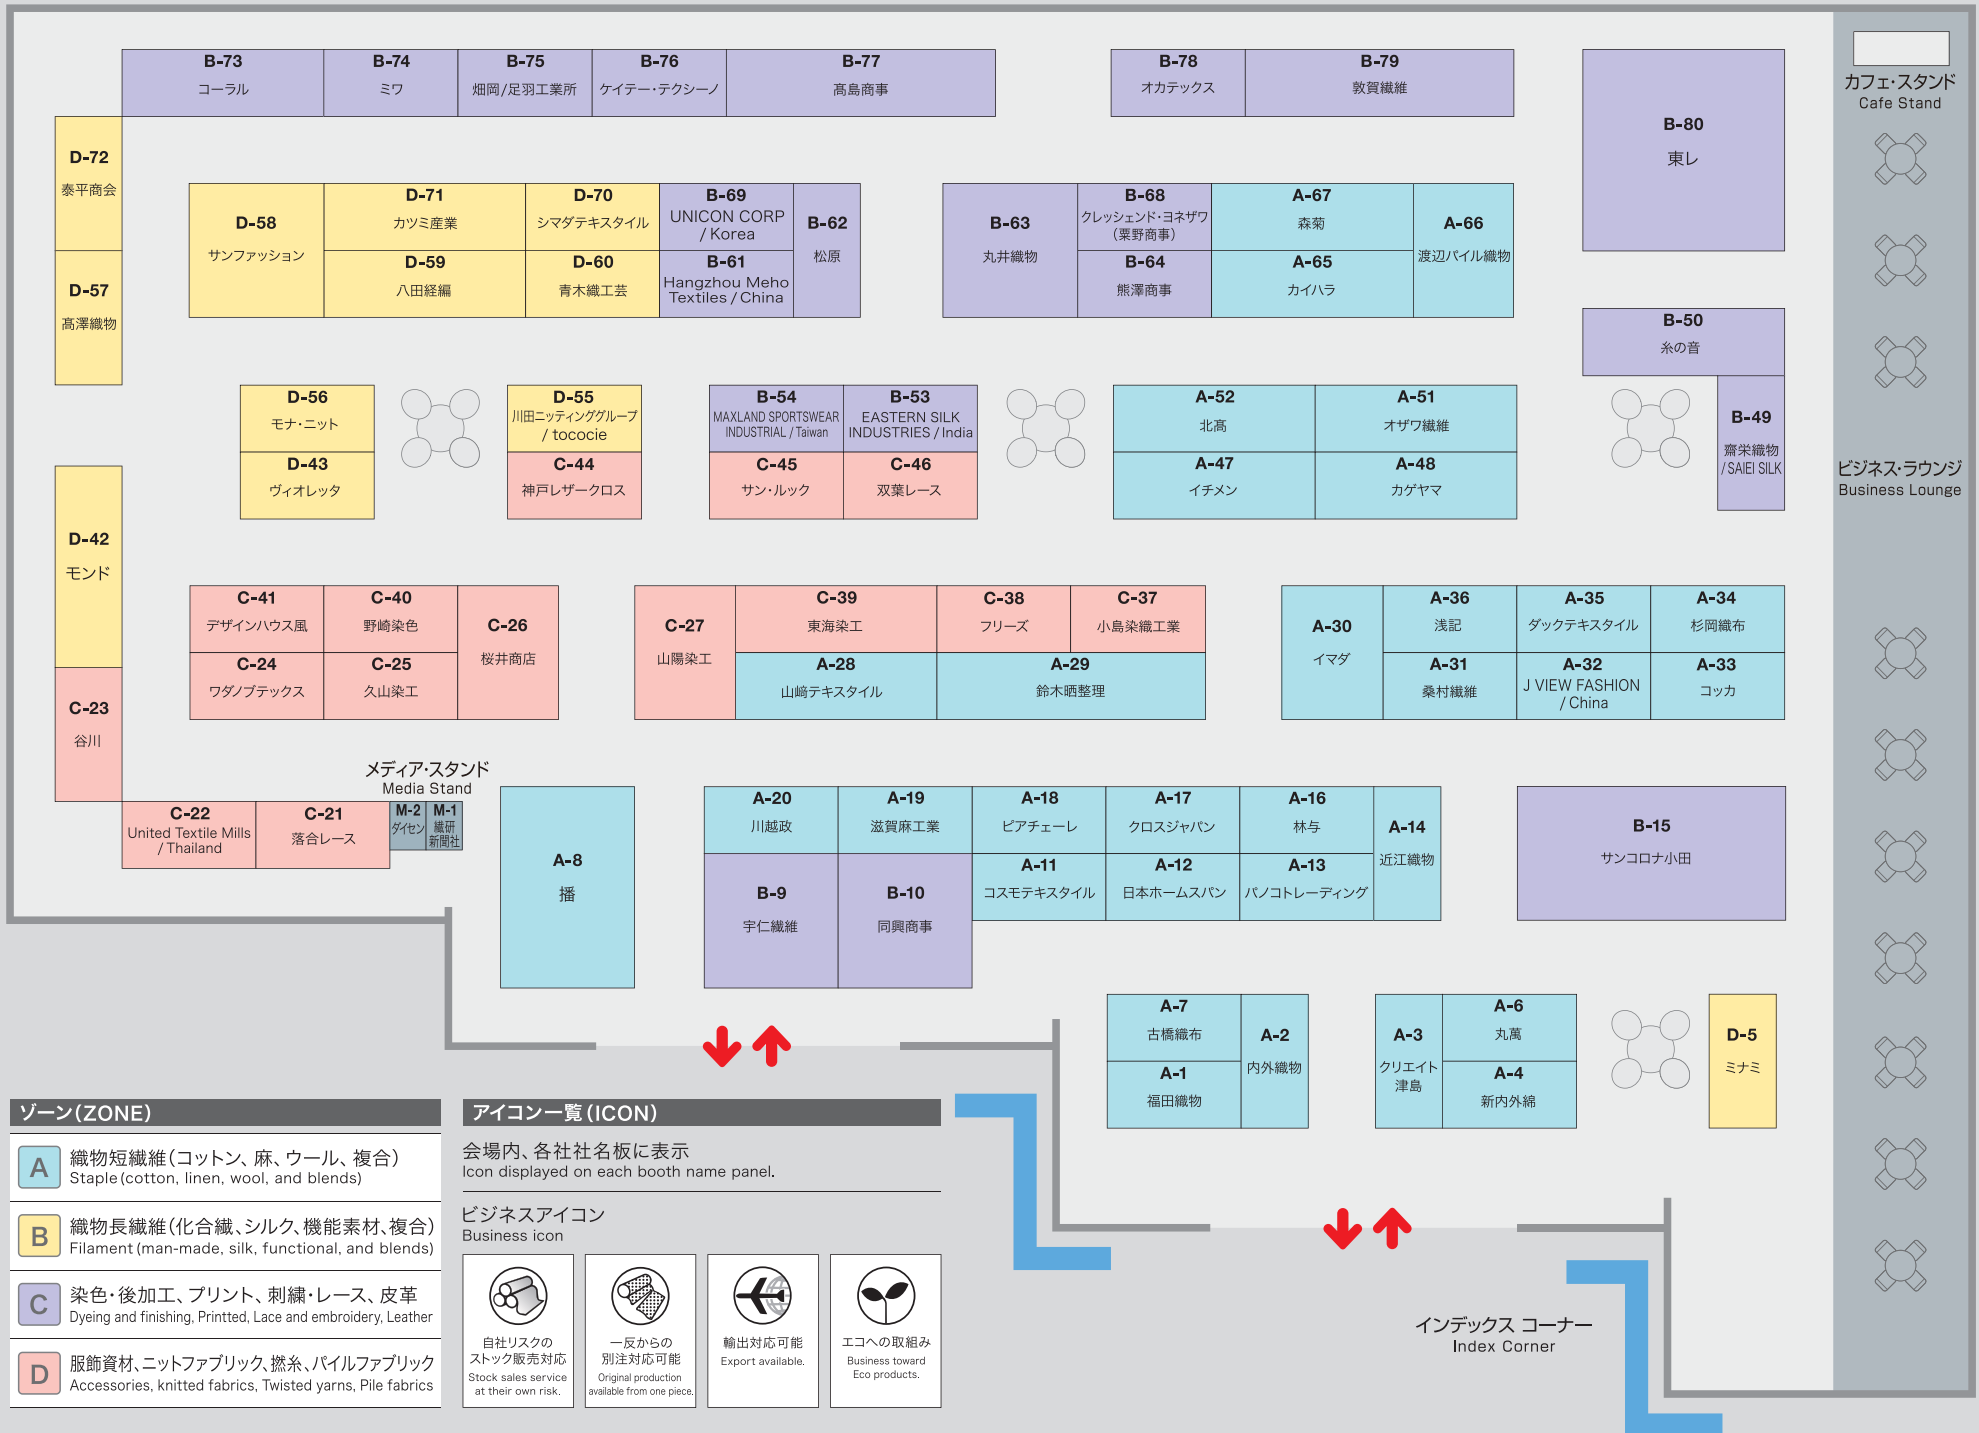 B-73
コーラル
B-74
ミワ
B-75
畑岡/足羽工業所
B-76
ケイテー・テクシーノ
B-77
髙島商事
B-78
オカテックス
B-79
敦賀繊維
B-80
東レ
カフェ・スタンド
Cafe Stand
D-72
泰平商会
D-57
髙澤織物
D-58
サンファッション
D-71
カツミ産業
D-70
シマダテキスタイル
B-69
UNICON CORP
/ Korea
B-62
松原
D-59
八田経編
D-60
青木織工芸
B-61
Hangzhou Meho
Textiles / China
B-63
丸井織物
B-68
クレッシェンド・ヨネザワ
(粟野商事)
A-67
森菊
A-66
渡辺パイル織物
B-64
熊澤商事
A-65
カイハラ
B-50
糸の音
B-49
齋栄織物
/ SAIEI SILK
D-56
モナ・ニット
D-43
ヴィオレッタ
D-55
川田ニッティンググループ
/ tococie
C-44
神戸レザークロス
B-54
MAXLAND SPORTSWEAR
INDUSTRIAL / Taiwan
B-53
EASTERN SILK
INDUSTRIES / India
C-45
サン・ルック
C-46
双葉レース
A-52
北髙
A-51
オザワ繊維
A-47
イチメン
A-48
カゲヤマ
ビジネス・ラウンジ
Business Lounge
D-42
モンド
C-23
谷川
C-41
デザインハウス風
C-40
野崎染色
C-26
桜井商店
C-24
ワダノブテックス
C-25
久山染工
C-27
山陽染工
C-39
東海染工
C-38
フリーズ
C-37
小島染織工業
A-28
山﨑テキスタイル
A-29
鈴木晒整理
A-30
イマダ
A-36
浅記
A-35
ダックテキスタイル
A-34
杉岡織布
A-31
桑村繊維
A-32
J VIEW FASHION
/ China
A-33
コッカ
メディア・スタンド
Media Stand
C-22
United Textile Mills
/ Thailand
C-21
落合レース
M-2
ダイセン
M-1
繊研
新聞社
A-8
播
A-20
川越政
A-19
滋賀麻工業
A-18
ピアチェーレ
A-17
クロスジャパン
A-16
林与
A-14
近江織物
B-9
宇仁繊維
B-10
同興商事
A-11
コスモテキスタイル
A-12
日本ホームスパン
A-13
パノコトレーディング
B-15
サンコロナ小田
A-7
古橋織布
A-2
内外織物
A-1
福田織物
A-3
クリエイト
津島
A-6
丸萬
A-4
新内外綿
D-5
ミナミ
ゾーン(ZONE)
A
織物短繊維(コットン、麻、ウール、複合)
Staple (cotton, linen, wool, and blends)
B
織物長繊維(化合繊、シルク、機能素材、複合)
Filament (man-made, silk, functional, and blends)
C
染色・後加工、プリント、刺繍・レース、皮革
Dyeing and finishing, Printted, Lace and embroidery, Leather
D
服飾資材、ニットファブリック、撚糸、パイルファブリック
Accessories, knitted fabrics, Twisted yarns, Pile fabrics
アイコン一覧(ICON)
会場内、各社社名板に表示
Icon displayed on each booth name panel.
ビジネスアイコン
Business icon
自社リスクの
ストック販売対応
Stock sales service
at their own risk.
一反からの
別注対応可能
Original production
available from one piece.
輸出対応可能
Export available.
エコへの取組み
Business toward
Eco products.
インデックス コーナー
Index Corner